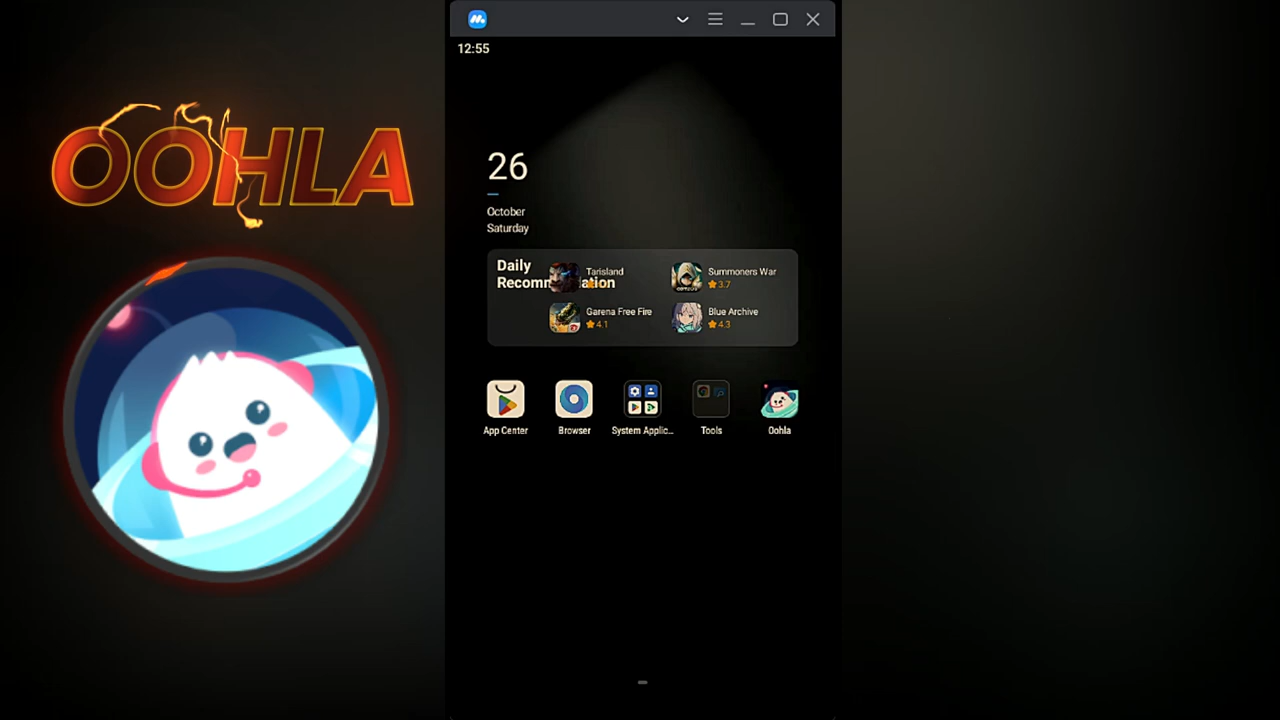 OOHLA
12:55
26
October
Saturday
Daily
Recommendation
Tarisland
Summoners War
3.7
Garena Free Fire
4.1
Blue Archive
4.3
App Center
Browser
System Applic...
Tools
Oohla